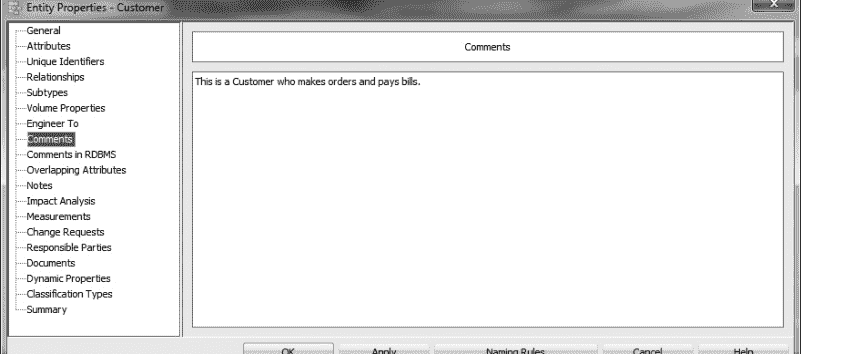 Entity Properties - Customer
X
General
Attributes
Unique Identifiers
Relationships
Subtypes
Volume Properties
Engineer To
Comments
Comments in RDBMS
Overlapping Attributes
Notes
Impact Analysis
Measurements
Change Requests
Responsible Parties
Documents
Dynamic Properties
Classification Types
Summary
Comments
This is a Customer who makes orders and pays bills.
OK Apply Naming Rules Cancel Help